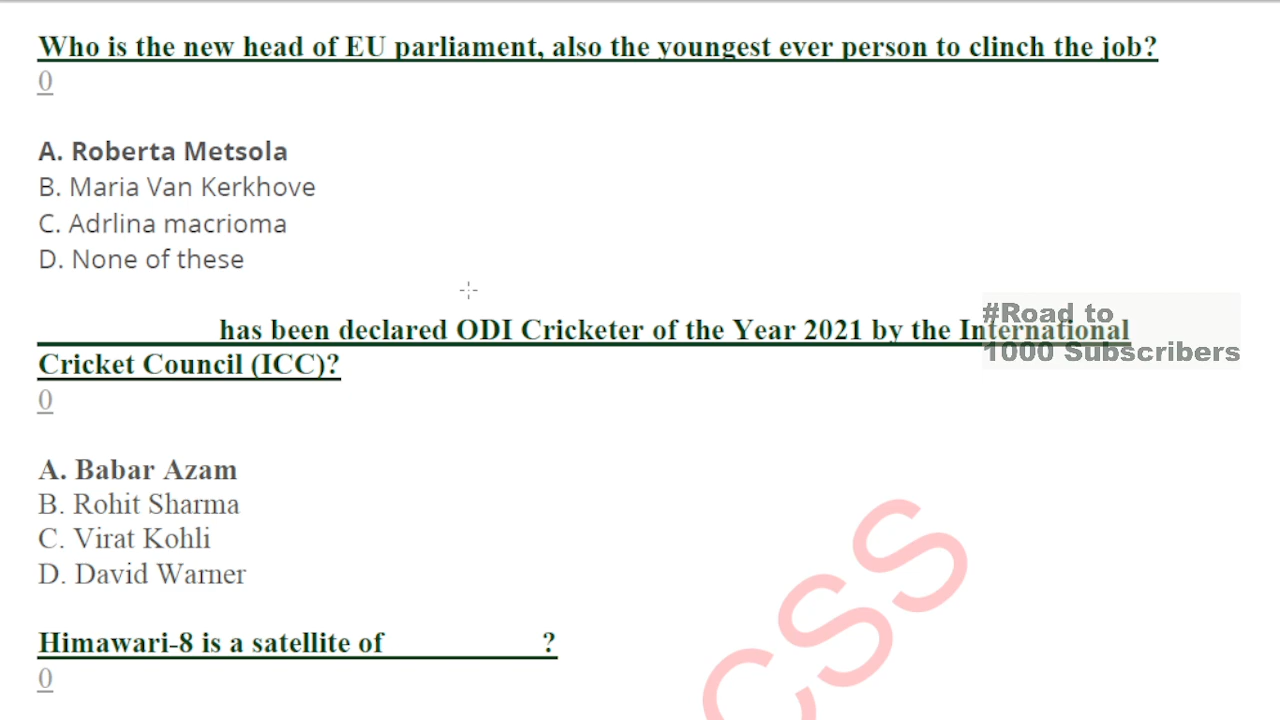 Who is the new head of EU parliament, also the youngest ever person to clinch the job?
0
A. Roberta Metsola
B. Maria Van Kerkhove
C. Adrlina macrioma
D. None of these
____________ has been declared ODI Cricketer of the Year 2021 by the International
Cricket Council (ICC)?
0
#Road to
1000 Subscribers
A. Babar Azam
B. Rohit Sharma
C. Virat Kohli
D. David Warner
Himawari-8 is a satellite of __________?
0
CSS